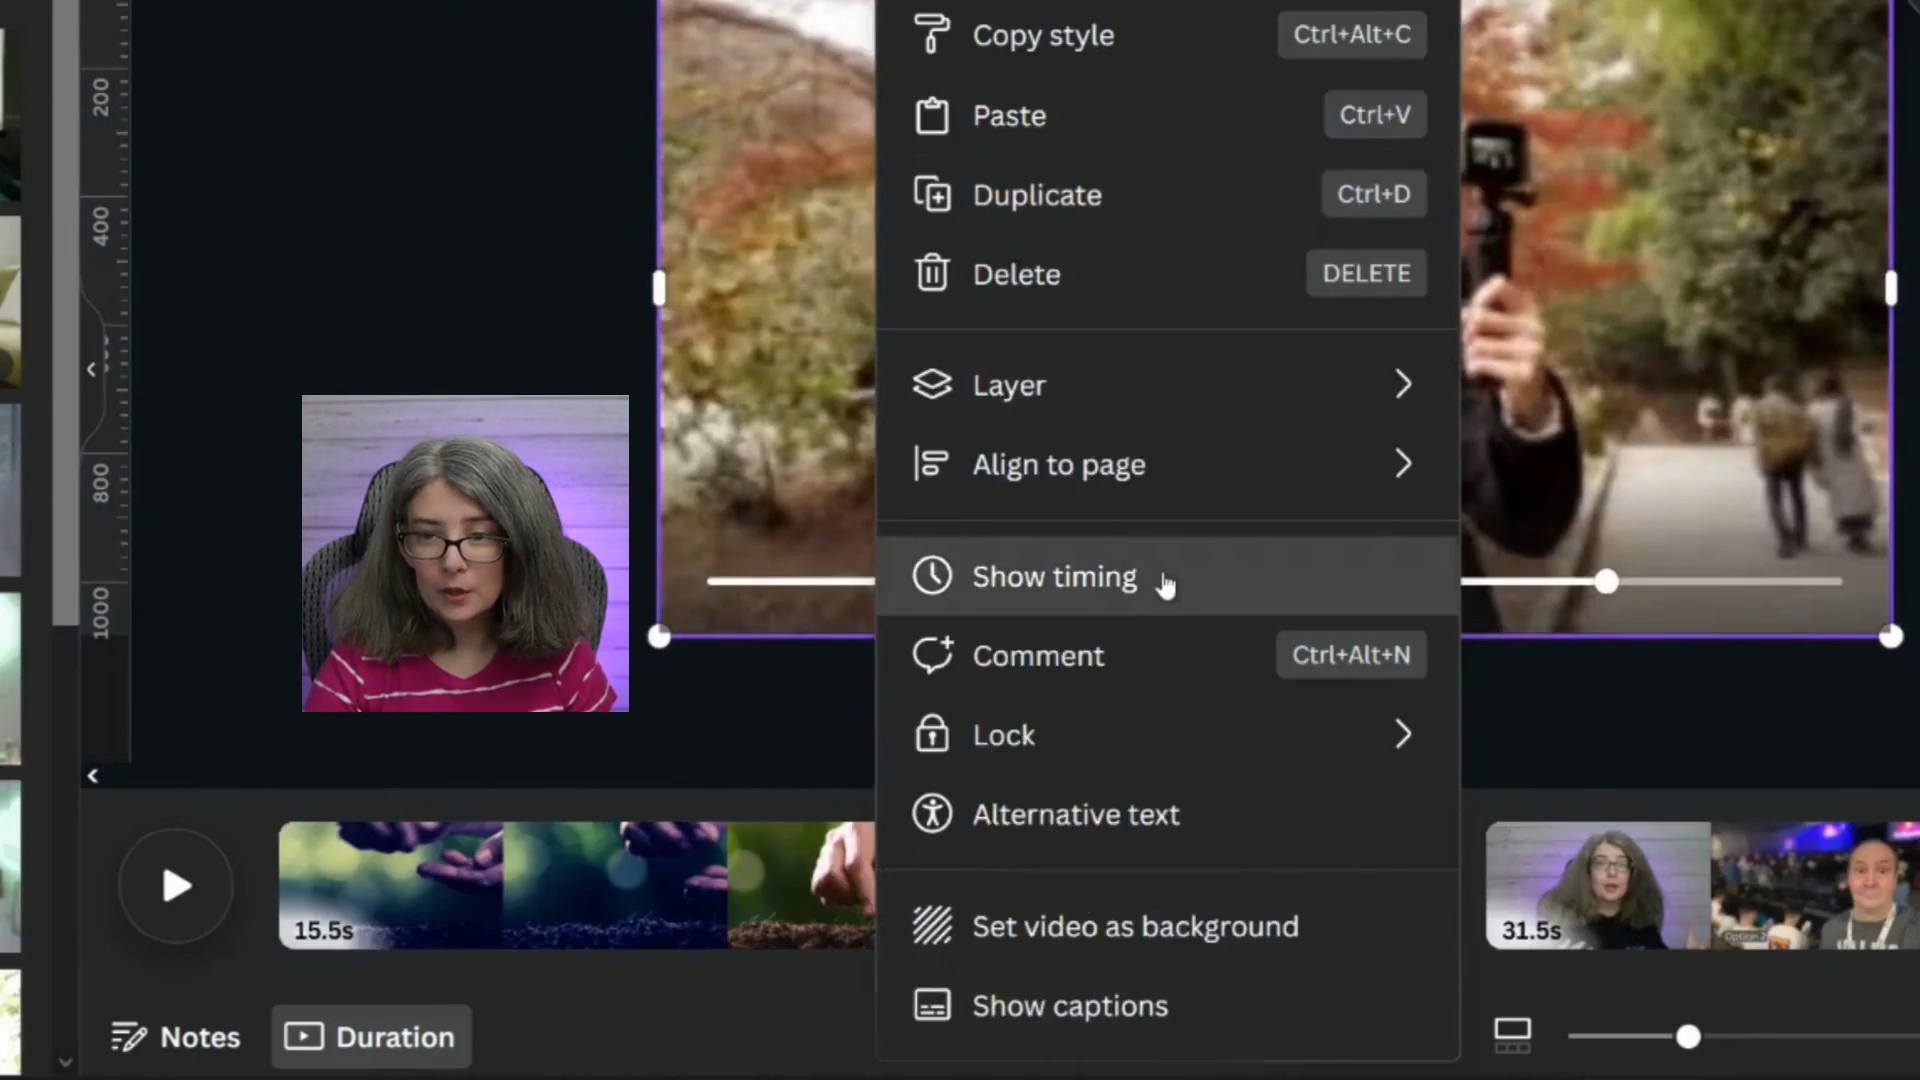 Copy style Ctrl+Alt+C
Paste Ctrl+V
Duplicate Ctrl+D
Delete DELETE
Layer
Align to page
Show timing
Comment Ctrl+Alt+N
Lock
Alternative text
Set video as background
Show captions
200
400
800
1000
15.5s
31.5s
Notes
Duration